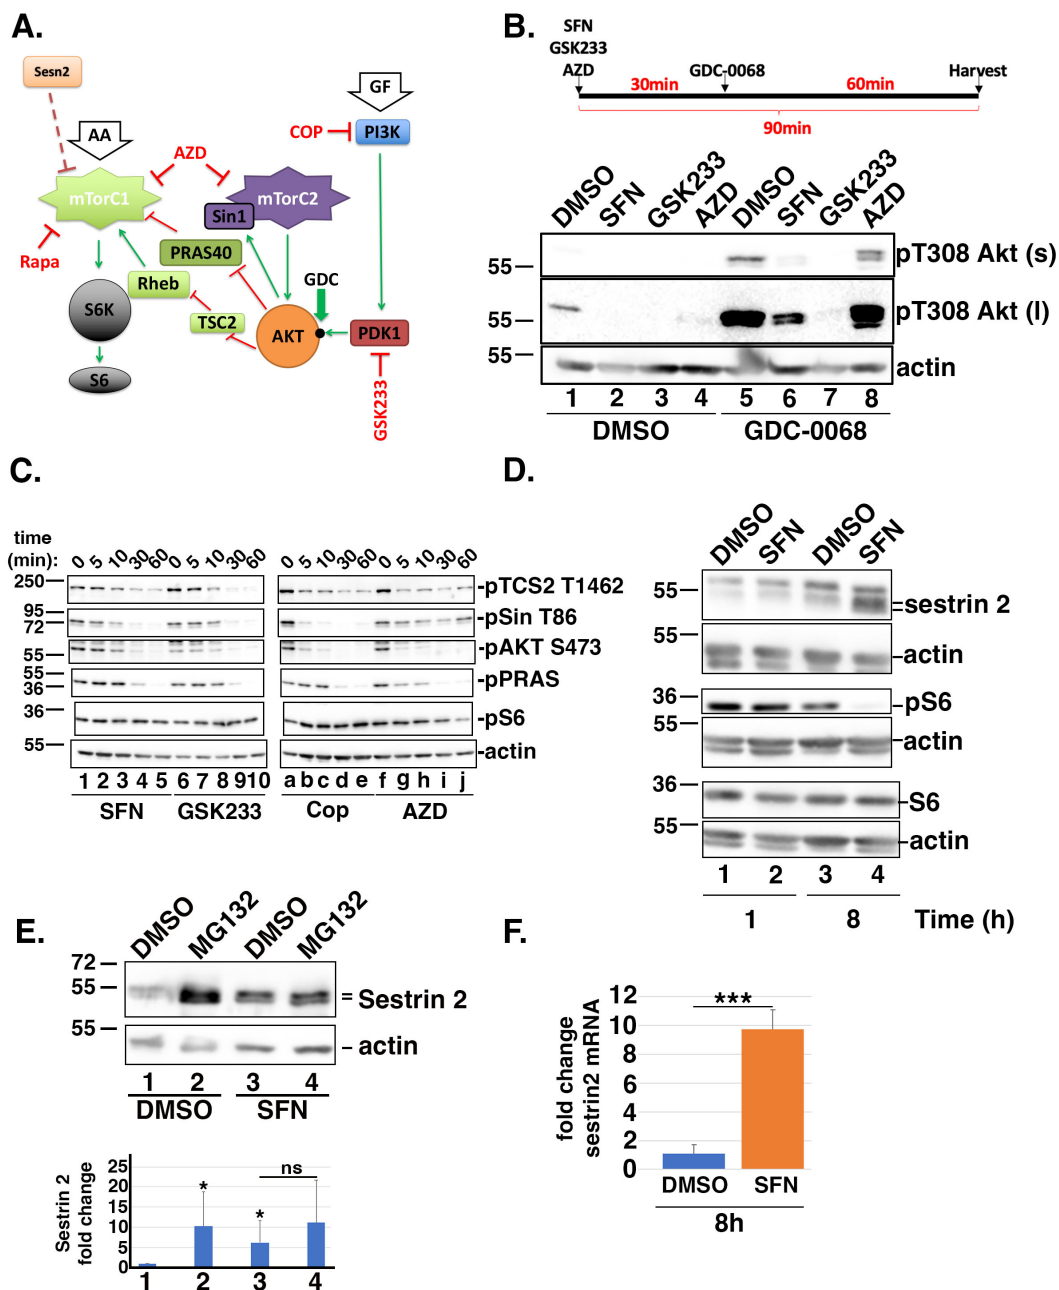 A.
Sesn2
AA
GF
COP
PI3K
AZD
mTorC1
mTorC2
Sin1
Rapa
PRAS40
Rheb
GDC
S6K
TSC2
AKT
PDK1
S6
GSK233
B.
SFN
GSK233
AZD
GDC-0068
Harvest
30min
60min
90min
DMSO SFN GSK233 AZD DMSO SFN GSK233 AZD
55
pT308 Akt (s)
55
pT308 Akt (l)
55
actin
1 2 3 4 5 6 7 8
DMSO GDC-0068
C.
time
(min):
0 5 10 30 60 0 5 10 30 60 0 5 10 30 60 0 5 10 30 60
250
-pTCS2 T1462
95
72
-pSin T86
55
-pAKT S473
55
36
-pPRAS
36
-pS6
55
-actin
1 2 3 4 5 6 7 8 9 10 a b c d e f g h i j
SFN GSK233 Cop AZD
D.
DMSO SFN DMSO SFN
55
sestrin 2
55
actin
36
pS6
55
actin
36
S6
55
actin
1 2 3 4
1 8 Time (h)
E.
DMSO MG132 DMSO MG132
72
55
= Sestrin 2
55
- actin
1 2 3 4
DMSO SFN
Sestrin 2
fold change
25
20
15
10
5
0
* * ns
1 2 3 4
F.
fold change
sestrin2 mRNA
12
10
8
6
4
2
0
***
DMSO SFN
8h